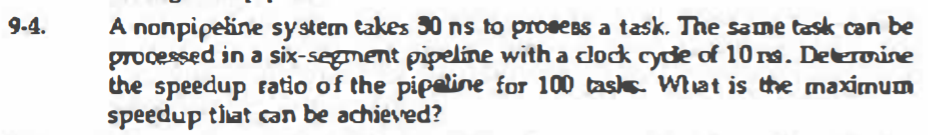 9-4. A nonpipeline system takes 30 ns to process a task. The same task can be
processed in a six-segment pipeline with a clock cycle of 10 ns. Determine
the speedup ratio of the pipeline for 100 tasks. What is the maximum
speedup that can be achieved?